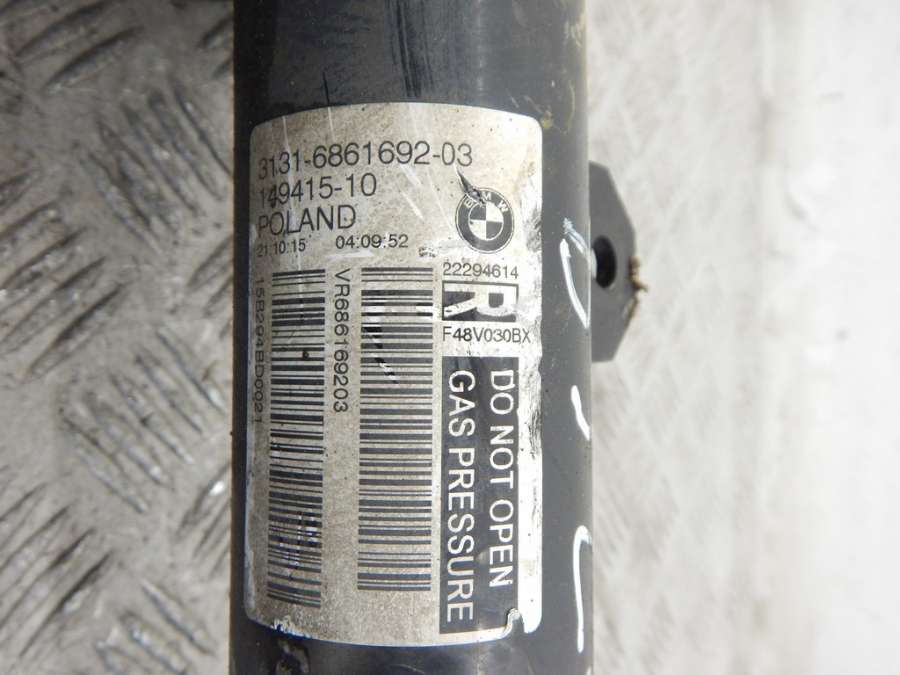 3131-6861692-03
149415-10
POLAND
21:10:15 04:09:52
BMW
22294614
R
F48V030BX
15B294BD0021
VR686169203
DO NOT OPEN
GAS PRESSURE